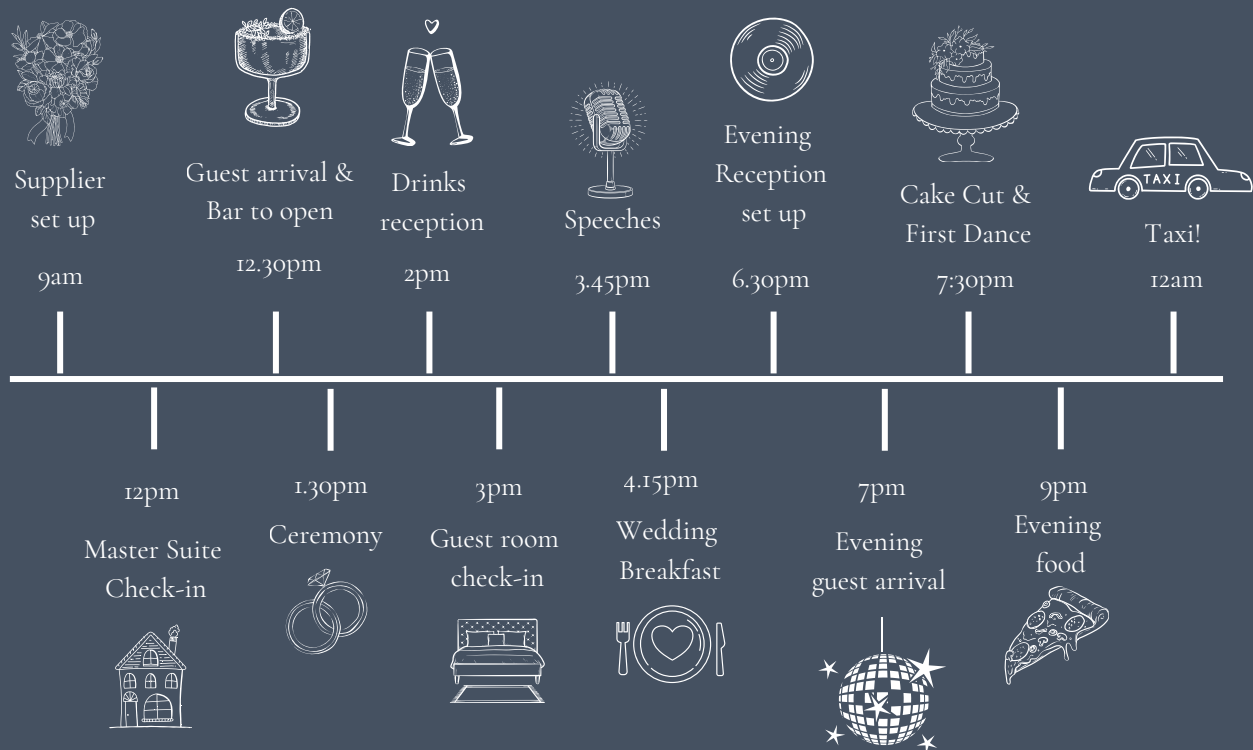 Supplier
set up
9am
Guest arrival &
Bar to open
12.30pm
Drinks
reception
2pm
Speeches
3.45pm
Evening
Reception
set up
6.30pm
Cake Cut &
First Dance
7:30pm
TAXI
Taxi!
12am
12pm
Master Suite
Check-in
1.30pm
Ceremony
3pm
Guest room
check-in
4.15pm
Wedding
Breakfast
7pm
Evening
guest arrival
9pm
Evening
food